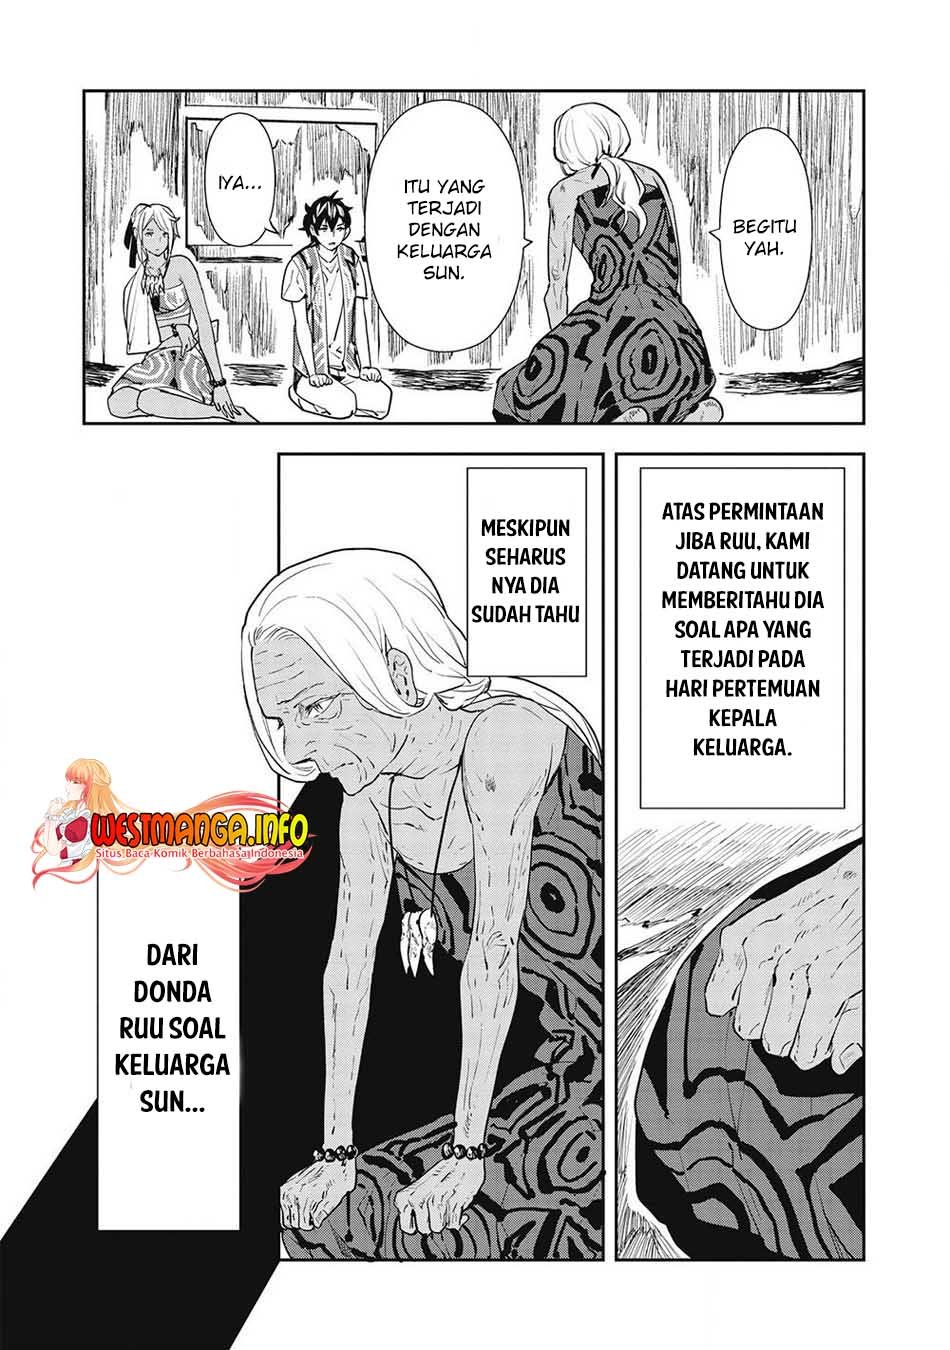 BEGITU
YAH.
ITU YANG
TERJADI
DENGAN
KELUARGA
SUN.
IYA...
ATAS PERMINTAAN
JIBA RUU, KAMI
DATANG UNTUK
MEMBERITAHU DIA
SOAL APA YANG
TERJADI PADA
HARI PERTEMUAN
KEPALA
KELUARGA.
MESKIPUN
SEHARUS
NYA DIA
SUDAH TAHU
WESTMANGA.INFO
Situs Baca Komik Berbahasa Indonesia
DARI
DONDA
RUU SOAL
KELUARGA
SUN...